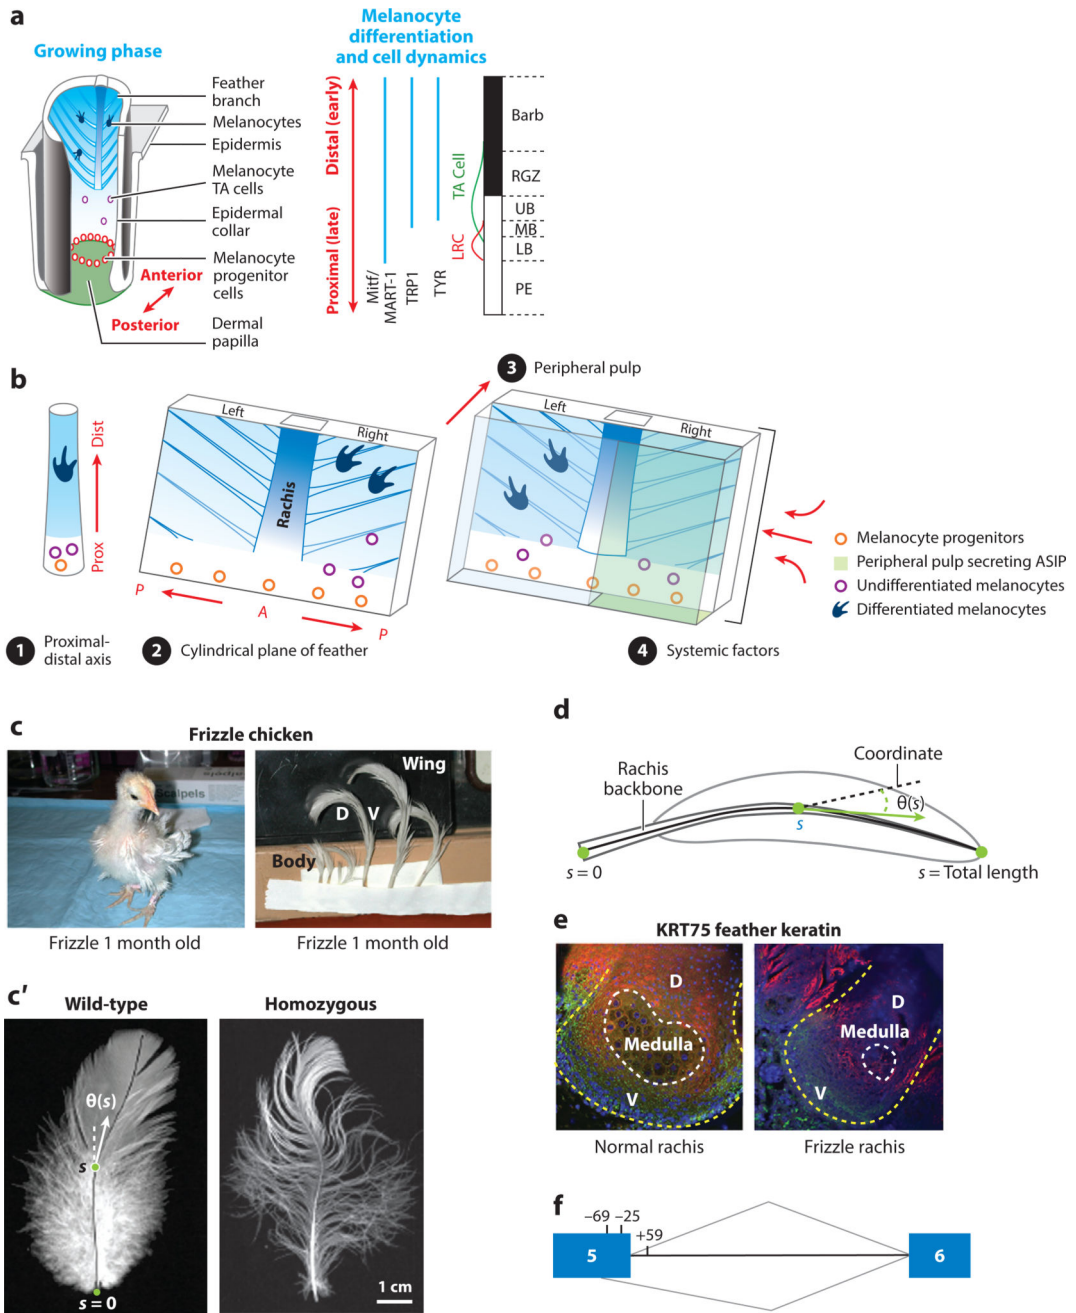 a
Growing phase
Feather
branch
Melanocytes
Epidermis
Melanocyte
TA cells
Epidermal
collar
Melanocyte
progenitor
cells
Dermal
papilla
Anterior
Posterior
Melanocyte
differentiation
and cell dynamics
Distal (early)
Proximal (late)
Mitf/
MART-1
TRP1
TYR
TA Cell
LRC
Barb
RGZ
UB
MB
LB
PE
b
Dist
Prox
1 Proximal-
distal axis
Left
Right
Rachis
P
A
P
2 Cylindrical plane of feather
3 Peripheral pulp
Left
Right
4 Systemic factors
Melanocyte progenitors
Peripheral pulp secreting ASIP
Undifferentiated melanocytes
Differentiated melanocytes
c
Frizzle chicken
Scalpels
Wing
D
V
Body
Frizzle 1 month old
Frizzle 1 month old
c′
Wild-type
Homozygous
θ(s)
s
s = 0
1 cm
d
Coordinate
Rachis
backbone
θ(s)
s
s = 0
s = Total length
e
KRT75 feather keratin
D
Medulla
V
D
Medulla
V
Normal rachis
Frizzle rachis
f
–69
–25
+59
5
6